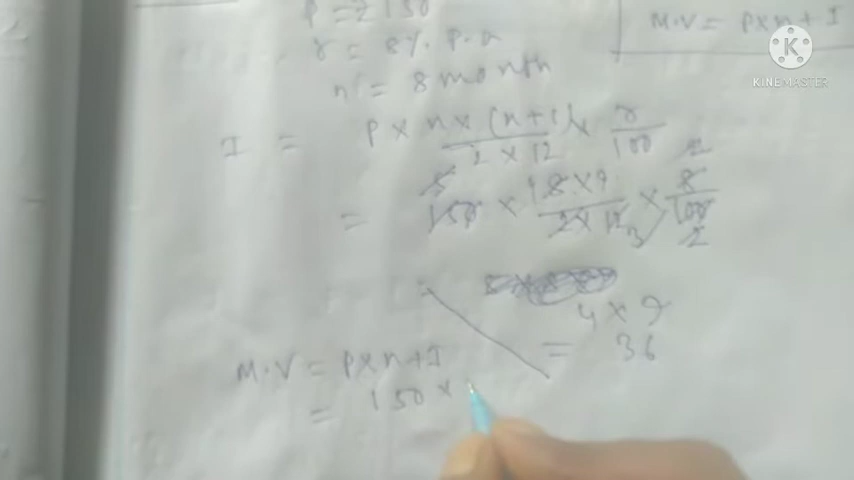 P = ₹ 150
M.V = P×n + I
KINEMASTER
r = 8% p.a
n = 8 month
I = P × n × (n+1) / 2 × 12 × r / 100
= 150 × 8 × 9 / 2 × 12 × 8 / 100
4 × 9
= 36
M.V = P×n + I
= 150 ×